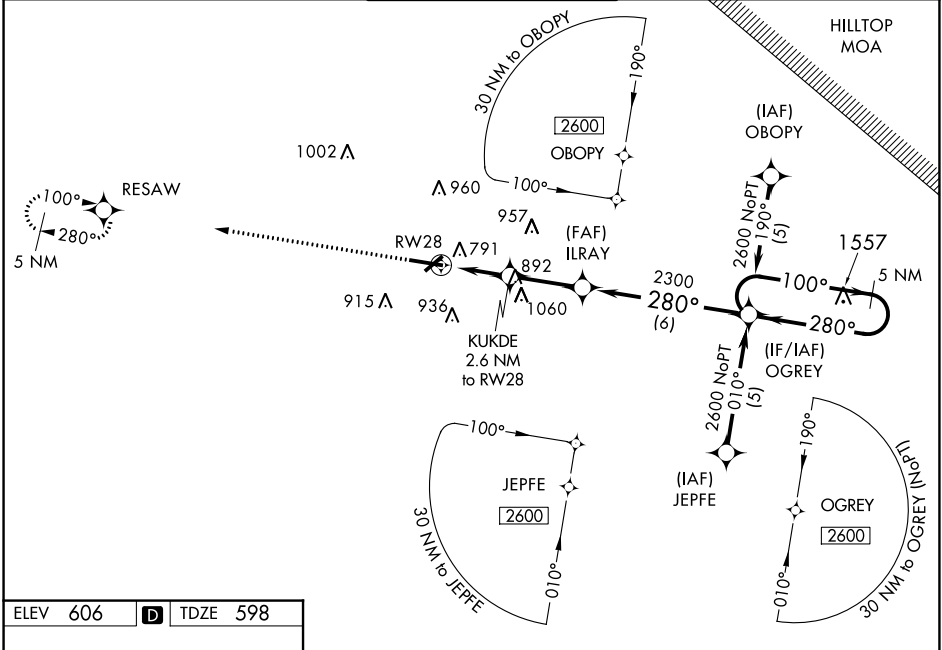 HILLTOP
MOA
30 NM to OBOPY
190°
2600
OBOPY
100°
(IAF)
OBOPY
2600 NoPT
190°
(5)
1002
960
957
100°
RESAW
280°
5 NM
RW28
791
(FAF)
ILRAY
892
1060
915
936
KUKDE
2.6 NM
to RW28
2300
280°
(6)
1557
5 NM
100°
280°
(IF/IAF)
OGREY
2600 NoPT
010°
(5)
(IAF)
JEPFE
100°
JEPFE
2600
010°
30 NM to JEPFE
190°
OGREY
2600
010°
30 NM to OGREY (NoPT)
ELEV 606 D TDZE 598